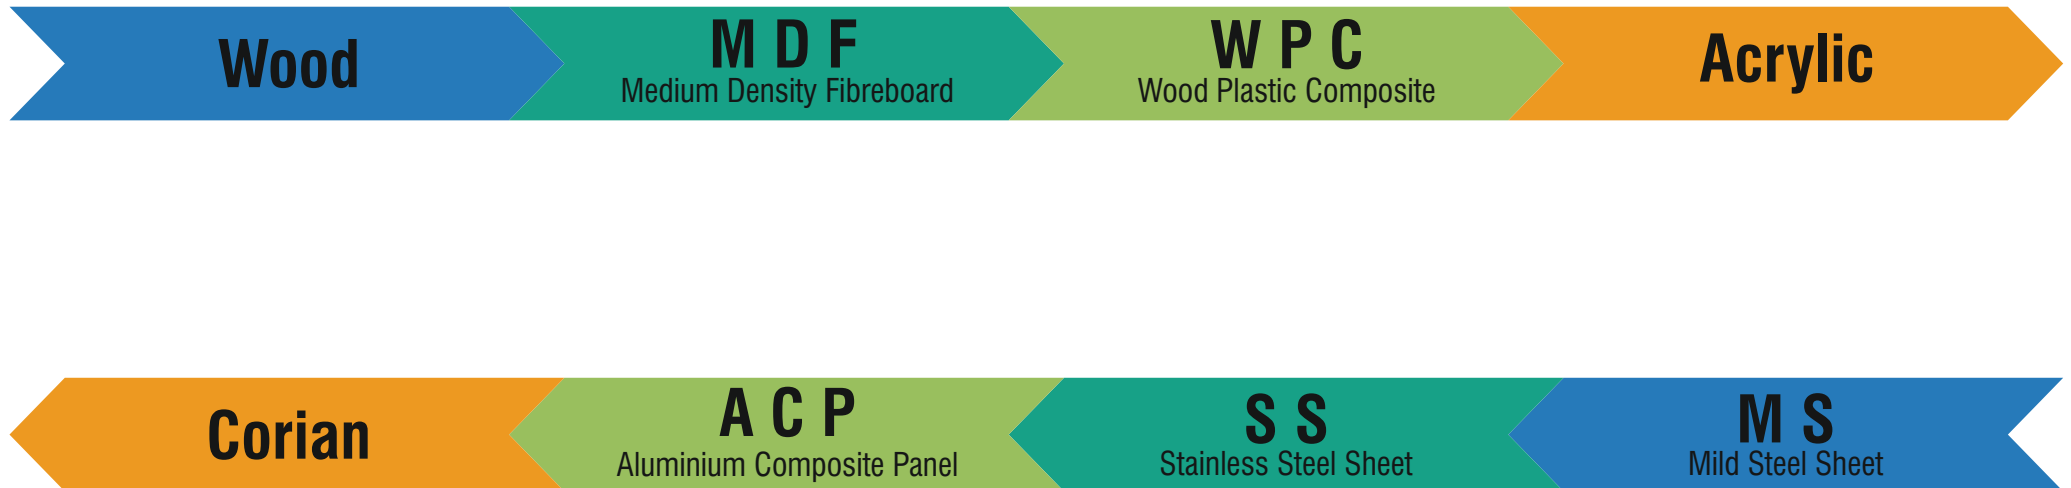 Wood
M D F
Medium Density Fibreboard
W P C
Wood Plastic Composite
Acrylic
Corian
A C P
Aluminium Composite Panel
S S
Stainless Steel Sheet
M S
Mild Steel Sheet